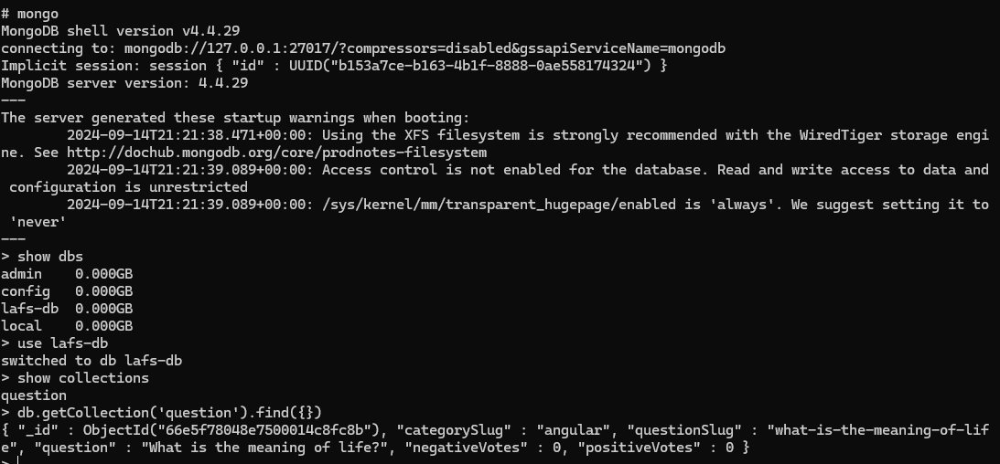 # mongo
MongoDB shell version v4.4.29
connecting to: mongodb://127.0.0.1:27017/?compressors=disabled&gssapiServiceName=mongodb
Implicit session: session { "id" : UUID("b153a7ce-b163-4b1f-8888-0ae558174324") }
MongoDB server version: 4.4.29
---
The server generated these startup warnings when booting:
        2024-09-14T21:21:38.471+00:00: Using the XFS filesystem is strongly recommended with the WiredTiger storage engi
ne. See http://dochub.mongodb.org/core/prodnotes-filesystem
        2024-09-14T21:21:39.089+00:00: Access control is not enabled for the database. Read and write access to data and
 configuration is unrestricted
        2024-09-14T21:21:39.089+00:00: /sys/kernel/mm/transparent_hugepage/enabled is 'always'. We suggest setting it to
 'never'
---
> show dbs
admin    0.000GB
config   0.000GB
lafs-db  0.000GB
local    0.000GB
> use lafs-db
switched to db lafs-db
> show collections
question
> db.getCollection('question').find({})
{ "_id" : ObjectId("66e5f78048e7500014c8fc8b"), "categorySlug" : "angular", "questionSlug" : "what-is-the-meaning-of-lif
e", "question" : "What is the meaning of life?", "negativeVotes" : 0, "positiveVotes" : 0 }
>